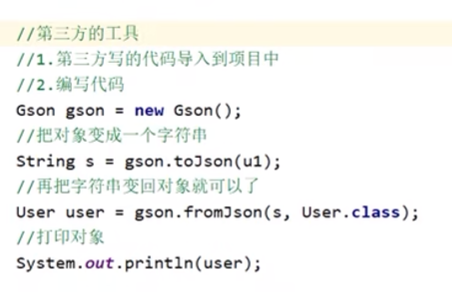 //第三方的工具
//1.第三方写的代码导入到项目中
//2.编写代码
Gson gson = new Gson();
//把对象变成一个字符串
String s = gson.toJson(u1);
//再把字符串变回对象就可以了
User user = gson.fromJson(s, User.class);
//打印对象
System.out.println(user);